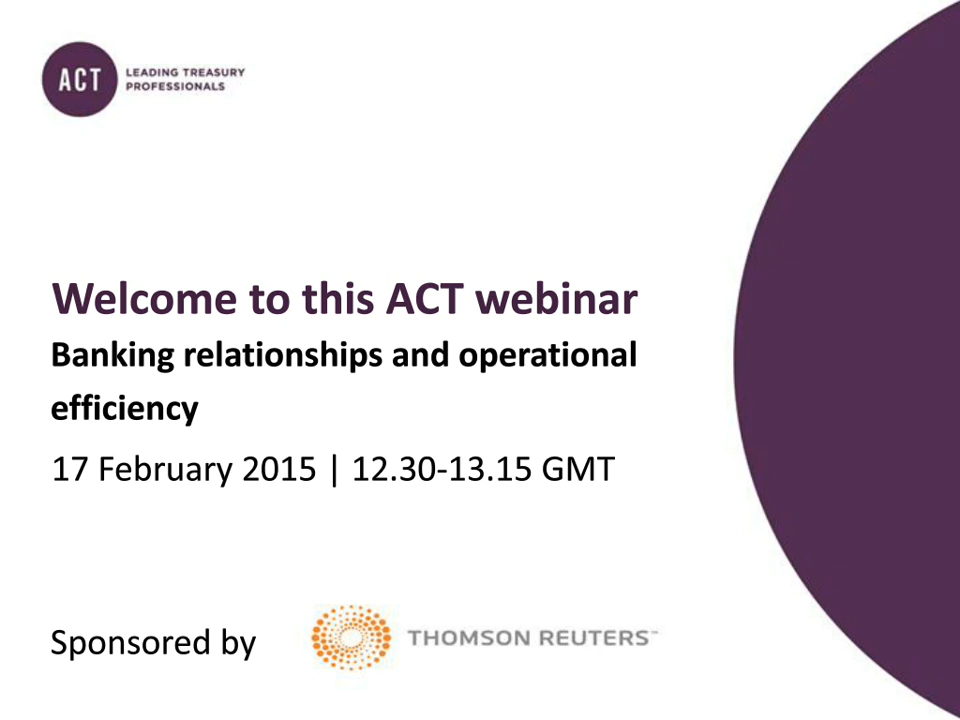 ACT
LEADING TREASURY
PROFESSIONALS
Welcome to this ACT webinar
Banking relationships and operational
efficiency
17 February 2015 | 12.30-13.15 GMT
Sponsored by
THOMSON REUTERS™